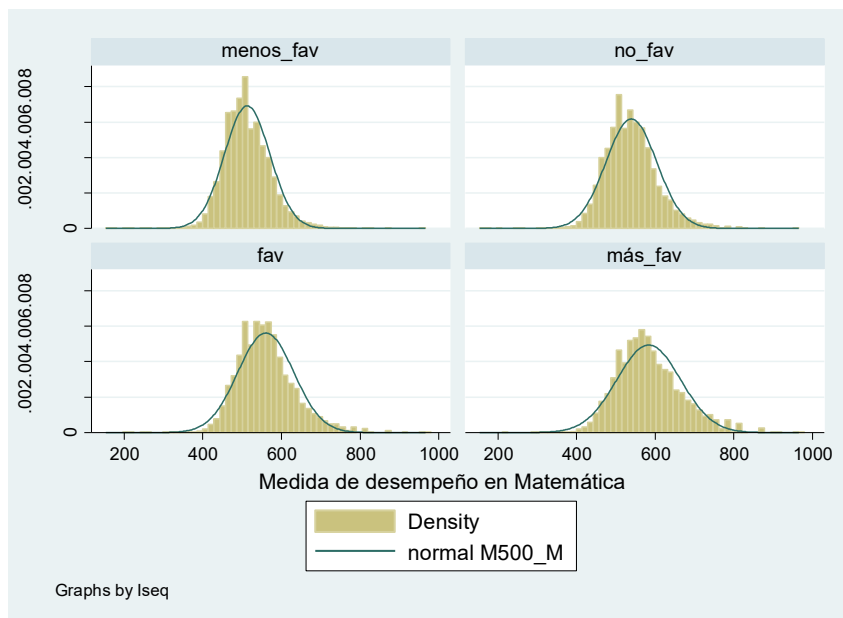 menos_fav
no_fav
0 .002.004.006.008
fav
más_fav
0 .002.004.006.008
200 400 600 800 1000
200 400 600 800 1000
Medida de desempeño en Matemática
Density
normal M500_M
Graphs by Iseq